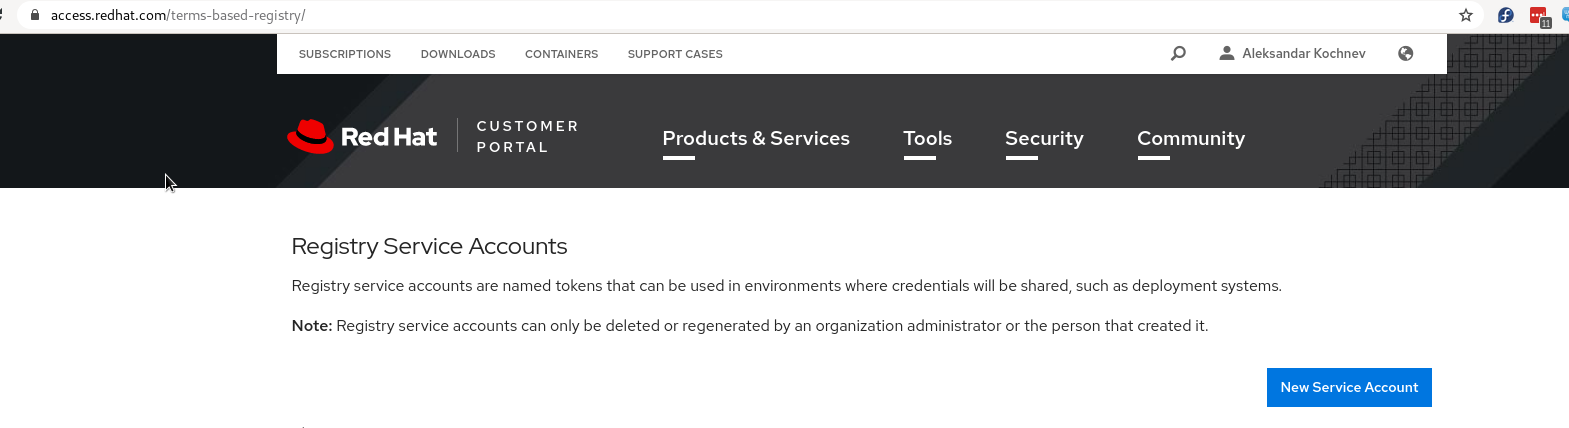 access.redhat.com/terms-based-registry/
11
SUBSCRIPTIONS DOWNLOADS CONTAINERS SUPPORT CASES Aleksandar Kochnev
Red Hat
CUSTOMER
PORTAL
Products & Services Tools Security Community
Registry Service Accounts
Registry service accounts are named tokens that can be used in environments where credentials will be shared, such as deployment systems.
Note: Registry service accounts can only be deleted or regenerated by an organization administrator or the person that created it.
New Service Account